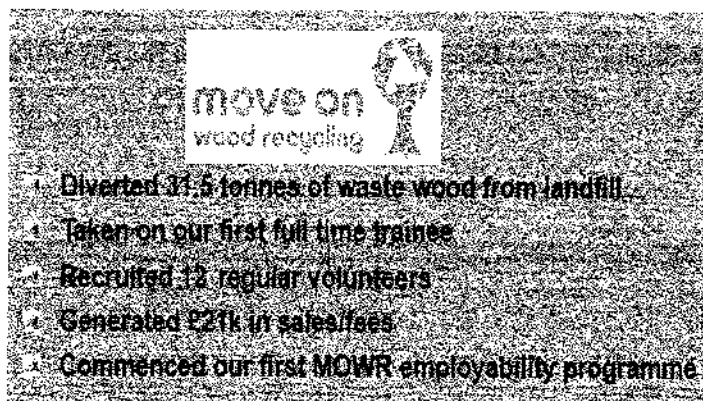 move on
wood recycling
Diverted 31.5 tonnes of waste wood from landfill...
Taken on our first full time trainee
Recruited 12 regular volunteers
Generated £21k in sales/fees
Commenced our first MOWR employability programme